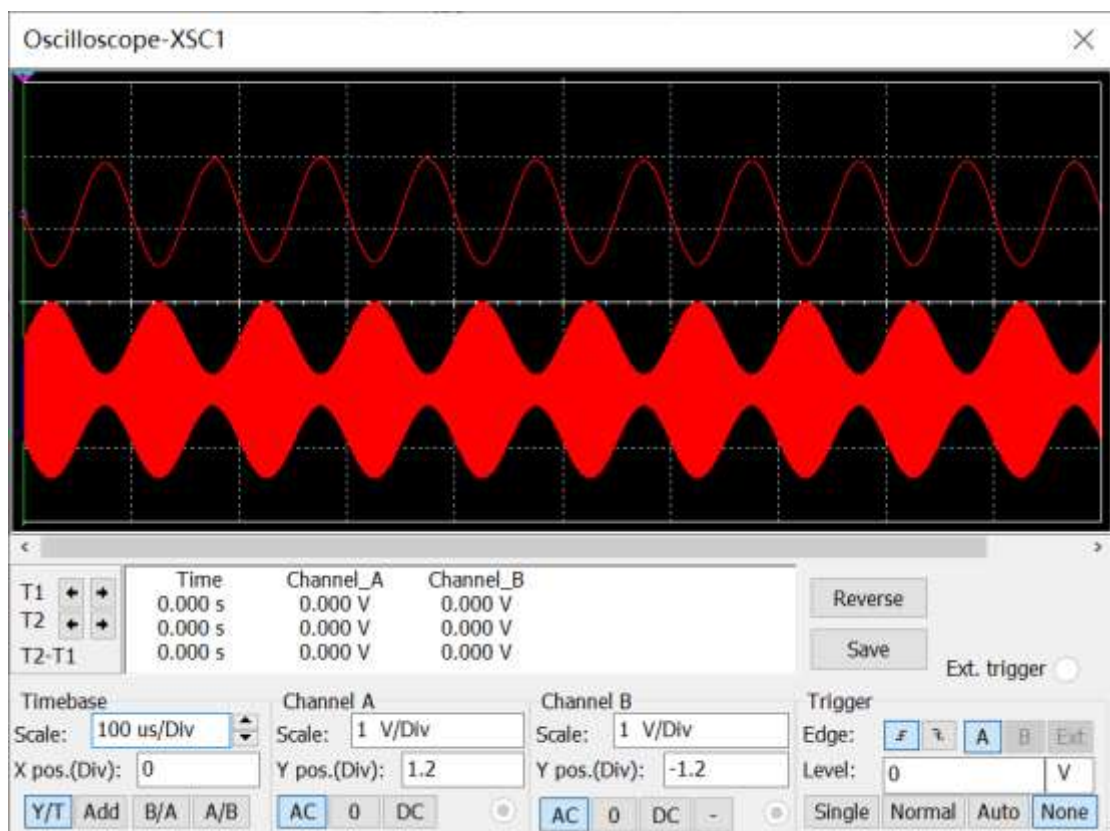 Oscilloscope-XSC1
Time Channel_A Channel_B
T1 0.000 s 0.000 V 0.000 V
T2 0.000 s 0.000 V 0.000 V
T2-T1 0.000 s 0.000 V 0.000 V
Reverse
Save
Ext. trigger
Timebase
Scale: 100 us/Div
X pos.(Div): 0
Y/T Add B/A A/B
Channel A
Scale: 1 V/Div
Y pos.(Div): 1.2
AC 0 DC
Channel B
Scale: 1 V/Div
Y pos.(Div): -1.2
AC 0 DC -
Trigger
Edge: A B Ext
Level: 0 V
Single Normal Auto None